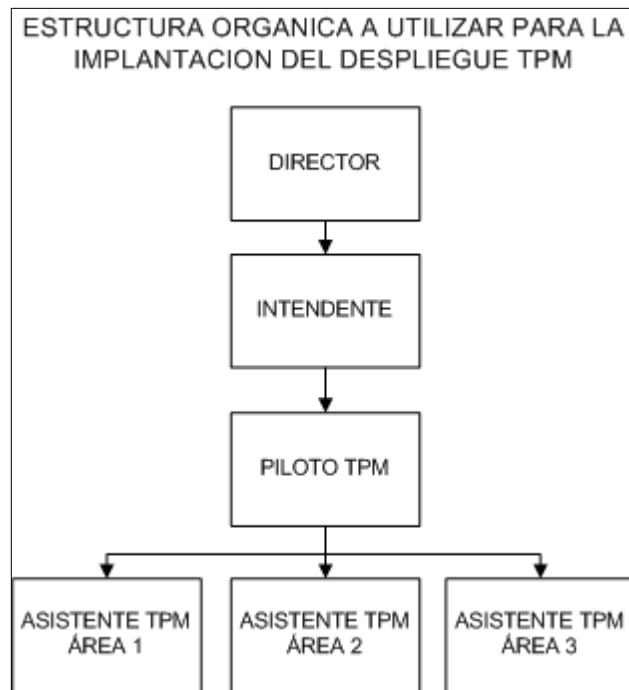 ESTRUCTURA ORGANICA A UTILIZAR PARA LA
IMPLANTACION DEL DESPLIEGUE TPM
DIRECTOR
INTENDENTE
PILOTO TPM
ASISTENTE TPM
ÁREA 1
ASISTENTE TPM
ÁREA 2
ASISTENTE TPM
ÁREA 3